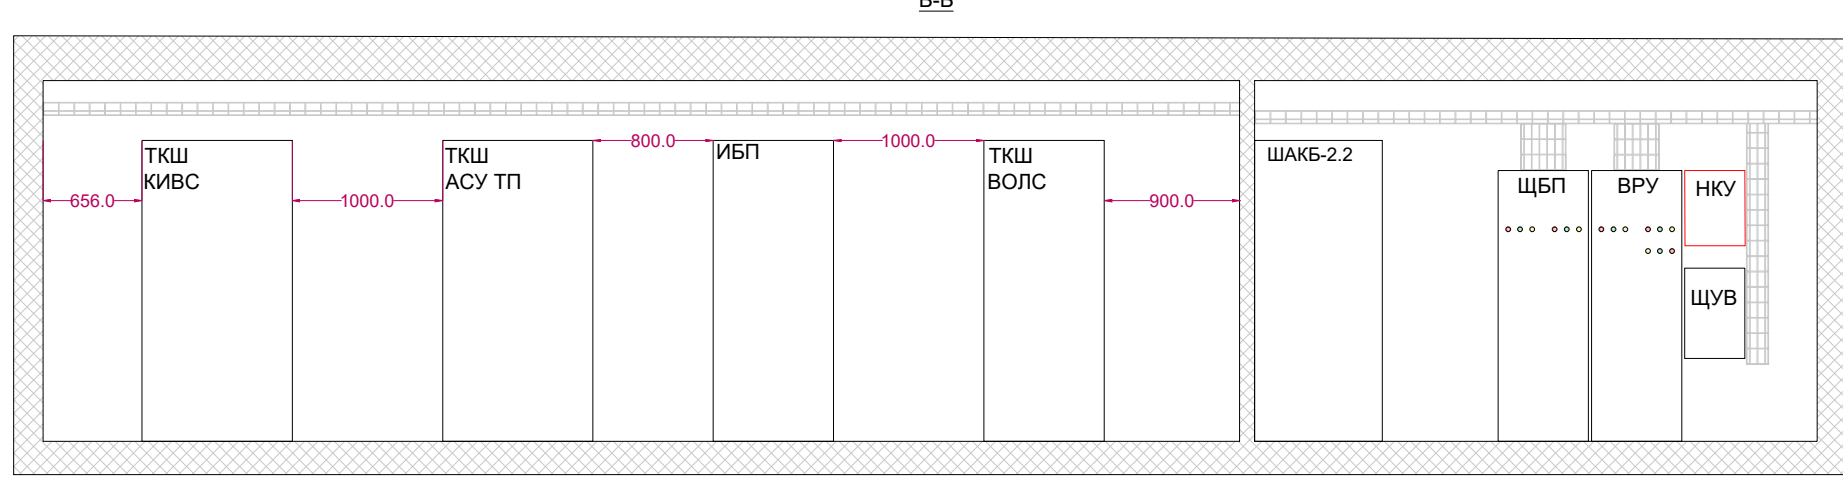 В-В
ТКШ
КИВС
ТКШ
АСУ ТП
800.0
ИБП
1000.0
ТКШ
ВОЛС
656.0
1000.0
900.0
ШАКБ-2.2
ЩБП
ВРУ
НКУ
ЩУВ